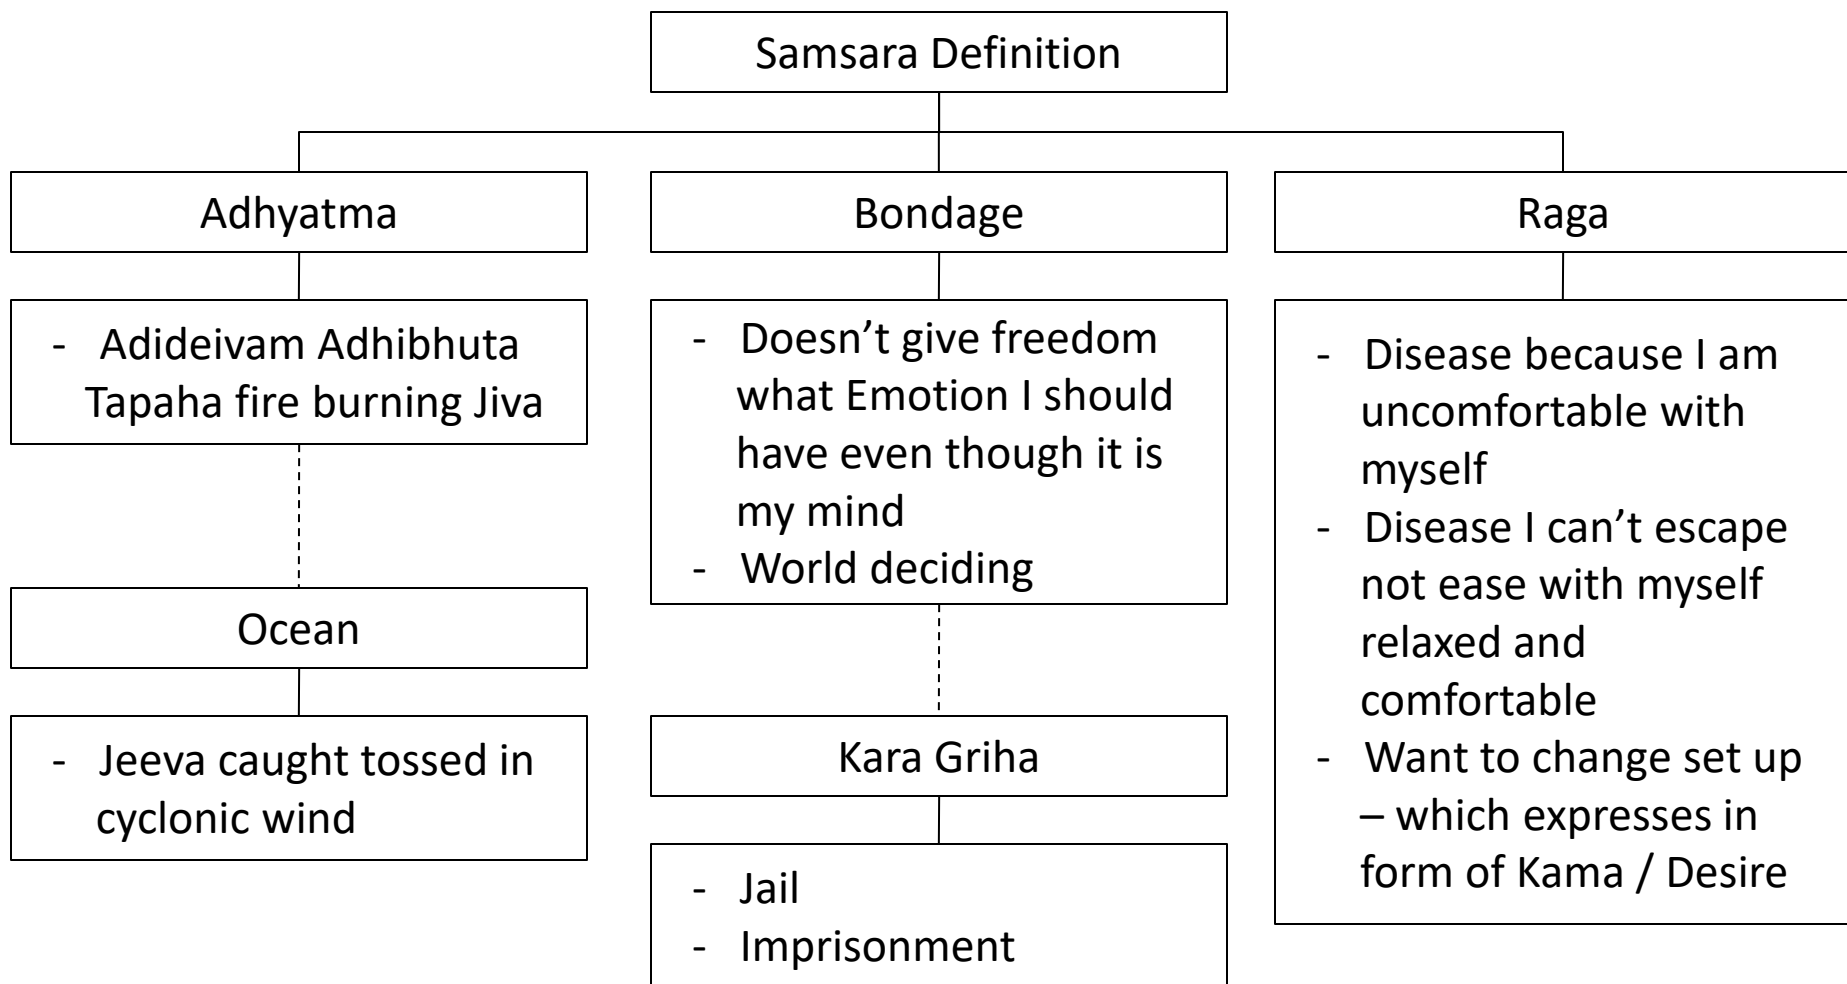 Samsara Definition
Adhyatma
- Adideivam Adhibhuta
Tapaha fire burning Jiva
Ocean
- Jeeva caught tossed in
cyclonic wind
Bondage
- Doesn’t give freedom
what Emotion I should
have even though it is
my mind
- World deciding
Kara Griha
- Jail
- Imprisonment
Raga
- Disease because I am
uncomfortable with
myself
- Disease I can’t escape
not ease with myself
relaxed and
comfortable
- Want to change set up
– which expresses in
form of Kama / Desire